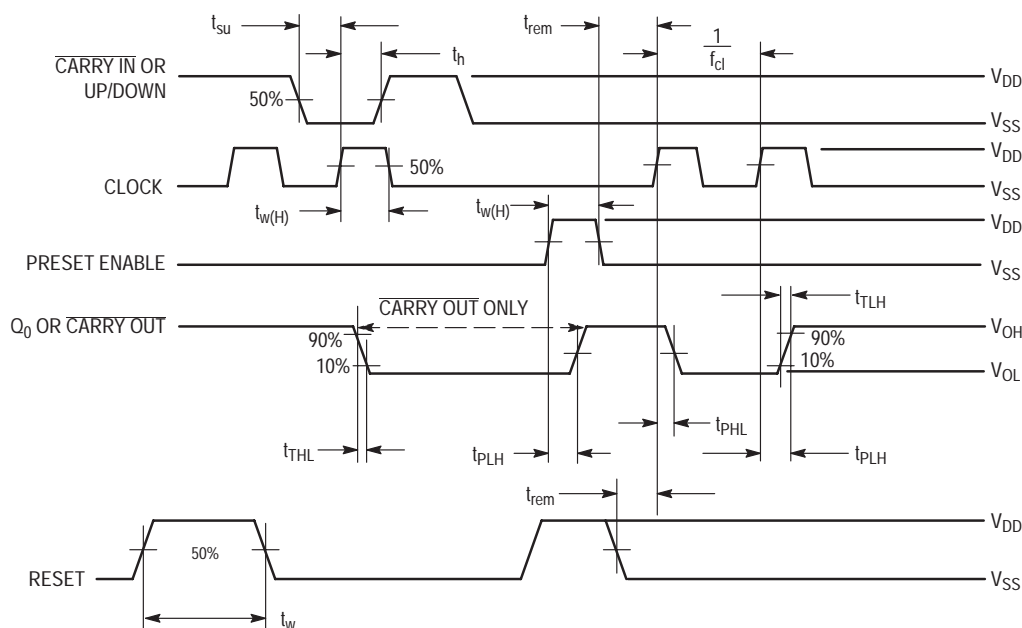 t_su
t_rem
1
f_cl
CARRY IN OR
UP/DOWN
t_h
V_DD
50%
V_SS
V_DD
50%
CLOCK
V_SS
t_w(H)
t_w(H)
V_DD
PRESET ENABLE
V_SS
t_TLH
CARRY OUT ONLY
Q_0 OR CARRY OUT
V_OH
90%
90%
10%
10%
V_OL
t_PHL
t_THL
t_PLH
t_PLH
t_rem
V_DD
50%
RESET
V_SS
t_w